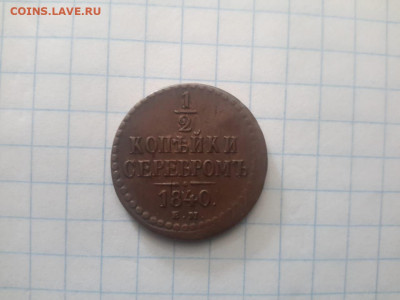 COINS.LAVE.RU
1
2
КОПѢЙКИ
СЕРЕБРОМЪ
1840.
Е.М.